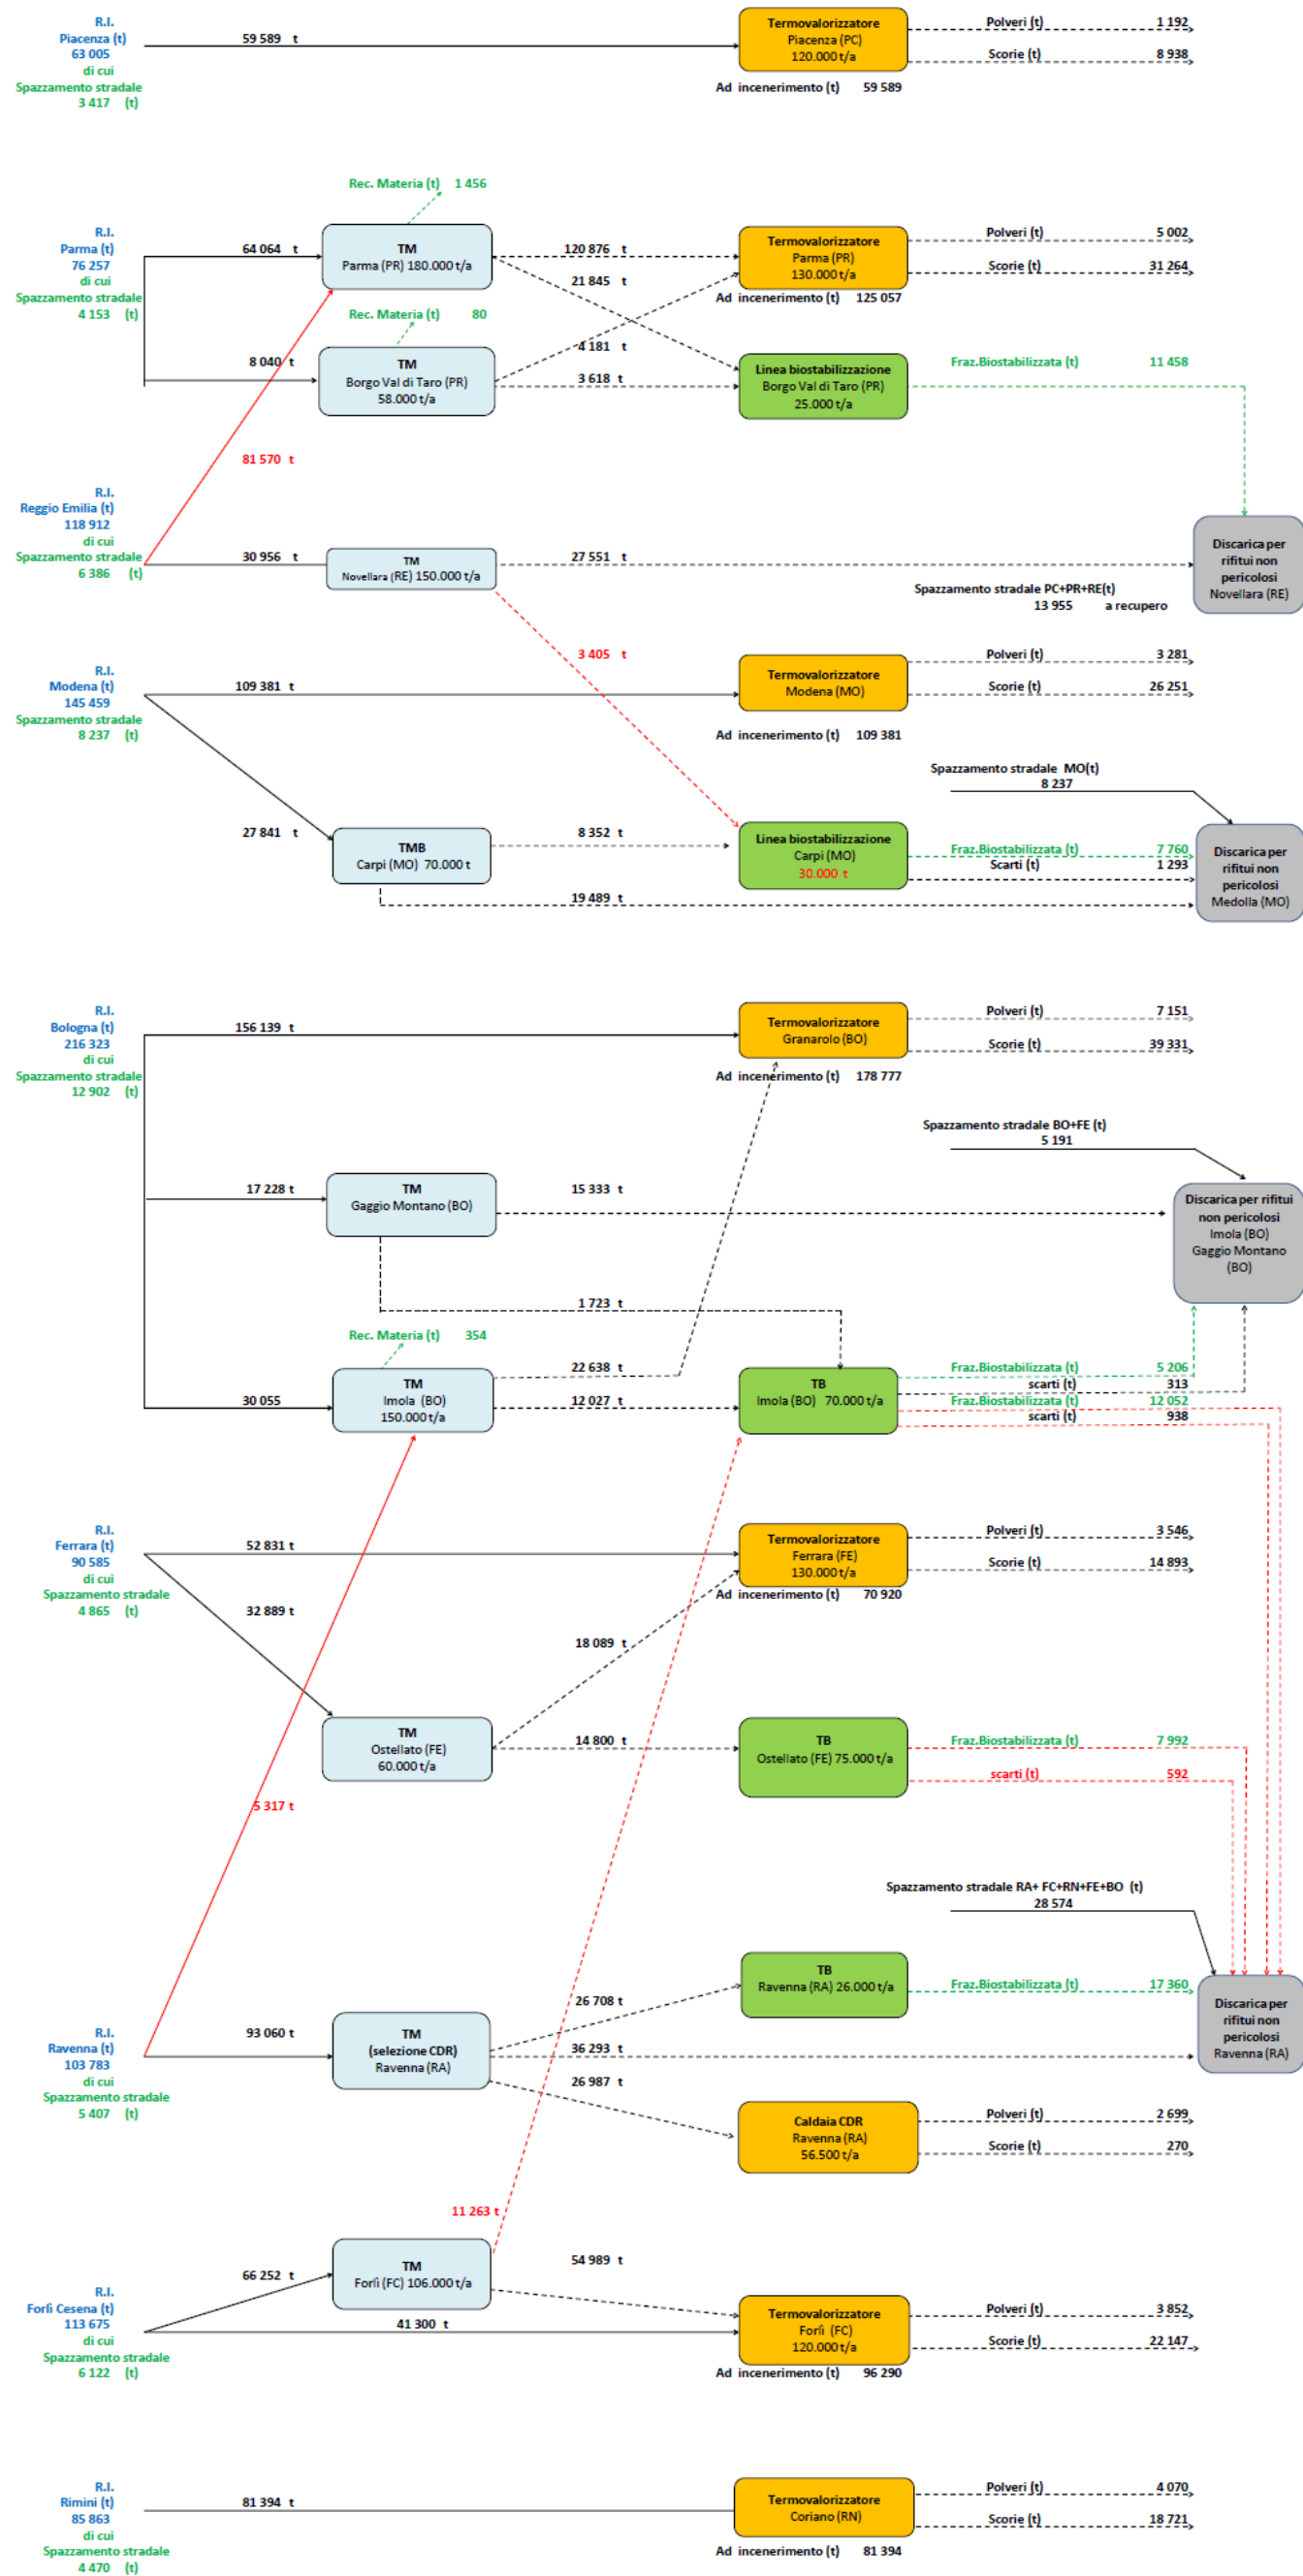 R.I.
Piacenza (t)
63 005
di cui
Spazzamento stradale
3 417 (t)
59 589 t
Termovalorizzatore
Piacenza (PC)
120.000 t/a
Ad incenerimento (t) 59 589
Polveri (t) 1 192
Scorie (t) 8 938
R.I.
Parma (t)
76 257
di cui
Spazzamento stradale
4 153 (t)
64 064 t
8 040 t
Rec. Materia (t) 1 456
TM
Parma (PR) 180.000 t/a
Rec. Materia (t) 80
TM
Borgo Val di Taro (PR)
58.000 t/a
120 876 t
21 845 t
4 181 t
3 618 t
Termovalorizzatore
Parma (PR)
130.000 t/a
Ad incenerimento (t) 125 057
Polveri (t) 5 002
Scorie (t) 31 264
Linea biostabilizzazione
Borgo Val di Taro (PR)
25.000 t/a
Fraz.Biostabilizzata (t) 11 458
81 570 t
R.I.
Reggio Emilia (t)
118 912
di cui
Spazzamento stradale
6 386 (t)
30 956 t
TM
Novellara (RE) 150.000 t/a
27 551 t
Discarica per
rifitui non
pericolosi
Novellara (RE)
Spazzamento stradale PC+PR+RE(t)
13 955 a recupero
3 405 t
R.I.
Modena (t)
145 459
Spazzamento stradale
8 237 (t)
109 381 t
Termovalorizzatore
Modena (MO)
Ad incenerimento (t) 109 381
Polveri (t) 3 281
Scorie (t) 26 251
Spazzamento stradale MO(t)
8 237
27 841 t
TMB
Carpi (MO) 70.000 t
8 352 t
19 489 t
Linea biostabilizzazione
Carpi (MO)
30.000 t
Fraz.Biostabilizzata (t) 7 760
Scarti (t) 1 293
Discarica per
rifitui non
pericolosi
Medolla (MO)
R.I.
Bologna (t)
216 323
di cui
Spazzamento stradale
12 902 (t)
156 139 t
Termovalorizzatore
Granarolo (BO)
Ad incenerimento (t) 178 777
Polveri (t) 7 151
Scorie (t) 39 331
Spazzamento stradale BO+FE (t)
5 191
17 228 t
TM
Gaggio Montano (BO)
15 333 t
1 723 t
Discarica per rifitui
non pericolosi
Imola (BO)
Gaggio Montano
(BO)
Rec. Materia (t) 354
30 055
TM
Imola (BO)
150.000 t/a
22 638 t
12 027 t
TB
Imola (BO) 70.000 t/a
Fraz.Biostabilizzata (t) 5 206
scarti (t) 313
Fraz.Biostabilizzata (t) 12 052
scarti (t) 938
R.I.
Ferrara (t)
90 585
di cui
Spazzamento stradale
4 865 (t)
52 831 t
32 889 t
Termovalorizzatore
Ferrara (FE)
130.000 t/a
Ad incenerimento (t) 70 920
Polveri (t) 3 546
Scorie (t) 14 893
18 089 t
TM
Ostellato (FE)
60.000 t/a
14 800 t
TB
Ostellato (FE) 75.000 t/a
Fraz.Biostabilizzata (t) 7 992
scarti (t) 592
5 317 t
Spazzamento stradale RA+ FC+RN+FE+BO (t)
28 574
R.I.
Ravenna (t)
103 783
di cui
Spazzamento stradale
5 407 (t)
93 060 t
TM
(selezione CDR)
Ravenna (RA)
26 708 t
36 293 t
26 987 t
TB
Ravenna (RA) 26.000 t/a
Fraz.Biostabilizzata (t) 17 360
Discarica per
rifitui non
pericolosi
Ravenna (RA)
Caldaia CDR
Ravenna (RA)
56.500 t/a
Polveri (t) 2 699
Scorie (t) 270
11 263 t
R.I.
Forlì Cesena (t)
113 675
di cui
Spazzamento stradale
6 122 (t)
66 252 t
41 300 t
TM
Forlì (FC) 106.000 t/a
54 989 t
Termovalorizzatore
Forlì (FC)
120.000 t/a
Ad incenerimento (t) 96 290
Polveri (t) 3 852
Scorie (t) 22 147
R.I.
Rimini (t)
85 863
di cui
Spazzamento stradale
4 470 (t)
81 394 t
Termovalorizzatore
Coriano (RN)
Ad incenerimento (t) 81 394
Polveri (t) 4 070
Scorie (t) 18 721